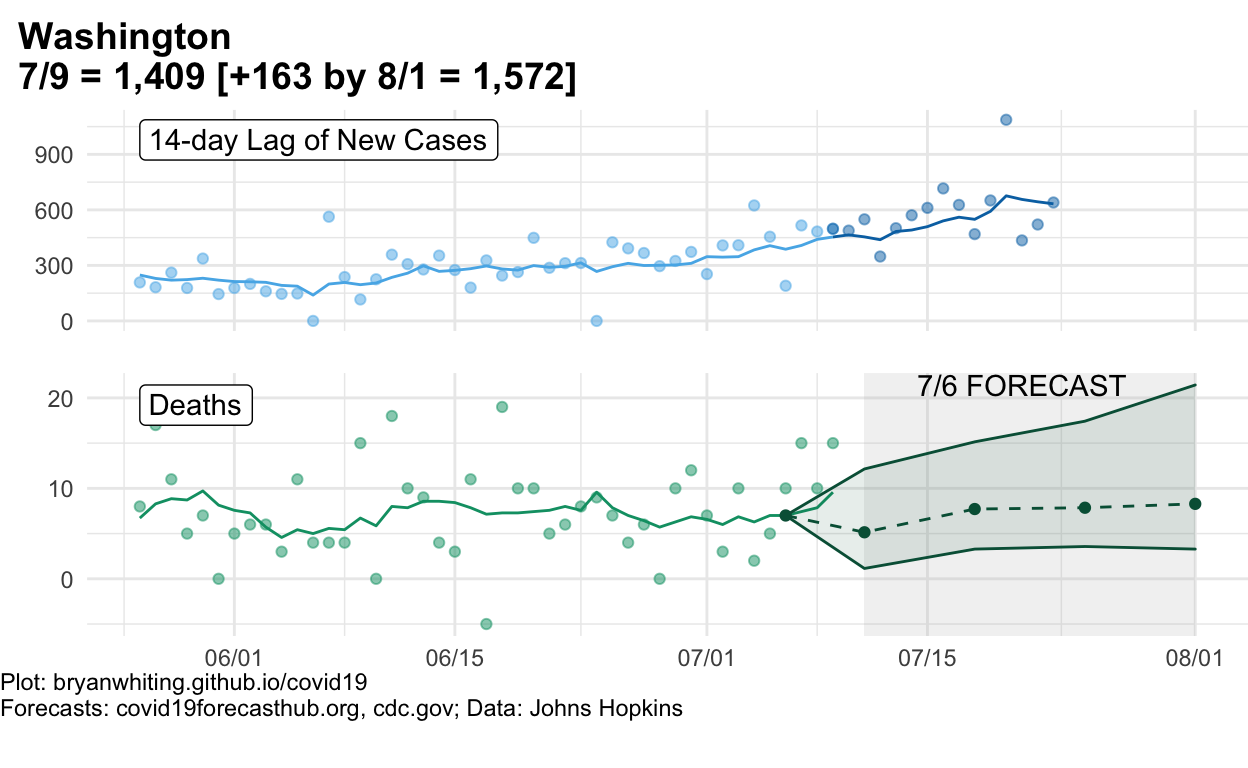 Washington
7/9 = 1,409 [+163 by 8/1 = 1,572]
14-day Lag of New Cases
900
600
300
0
7/6 FORECAST
Deaths
20
10
0
06/01 06/15 07/01 07/15 08/01
Plot: bryanwhiting.github.io/covid19
Forecasts: covid19forecasthub.org, cdc.gov; Data: Johns Hopkins